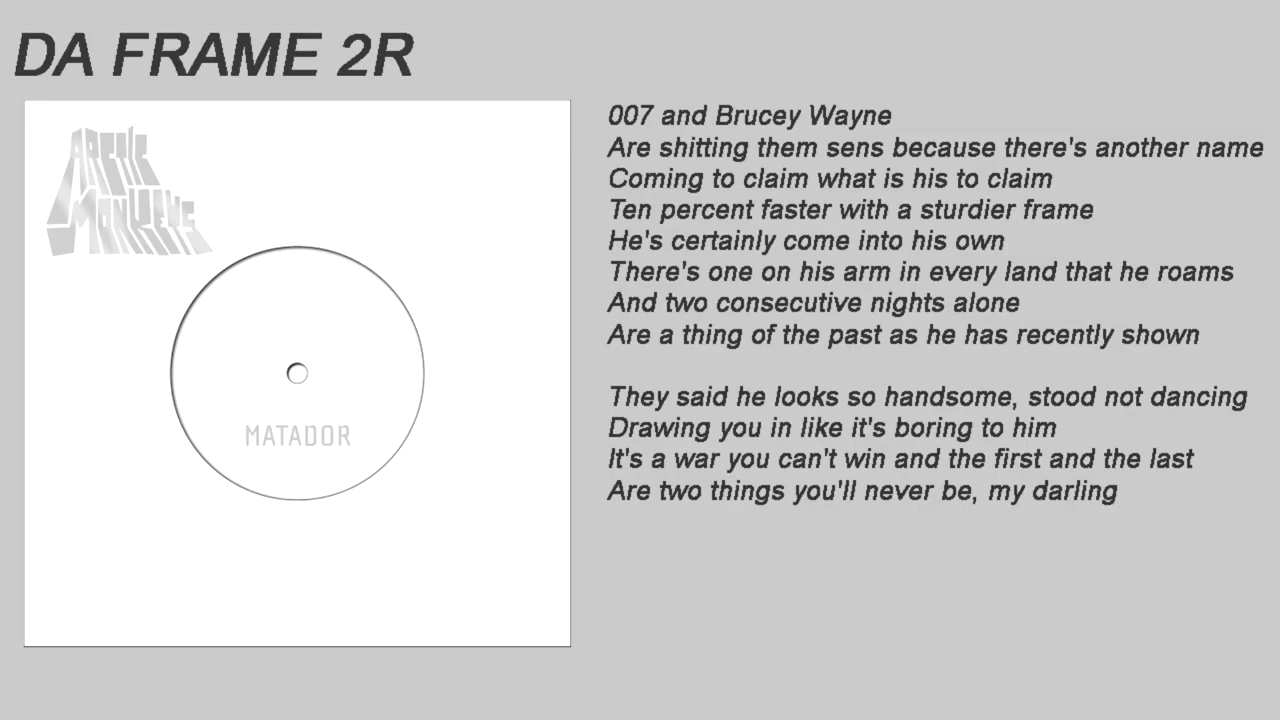 DA FRAME 2R
ARCTIC
MONKEYS
MATADOR
007 and Brucey Wayne
Are shitting them sens because there's another name
Coming to claim what is his to claim
Ten percent faster with a sturdier frame
He's certainly come into his own
There's one on his arm in every land that he roams
And two consecutive nights alone
Are a thing of the past as he has recently shown
They said he looks so handsome, stood not dancing
Drawing you in like it's boring to him
It's a war you can't win and the first and the last
Are two things you'll never be, my darling